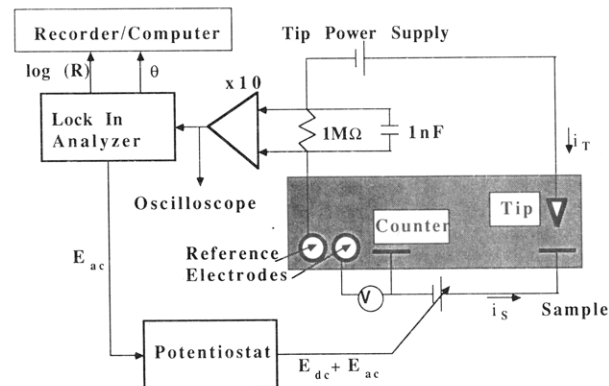 Recorder/Computer
Tip Power Supply
log (R)
θ
x10
Lock In
Analyzer
1MΩ
1nF
i_T
Oscilloscope
Counter
Tip
Reference
Electrodes
E_ac
V
i_S
Sample
Potentiostat
E_dc + E_ac